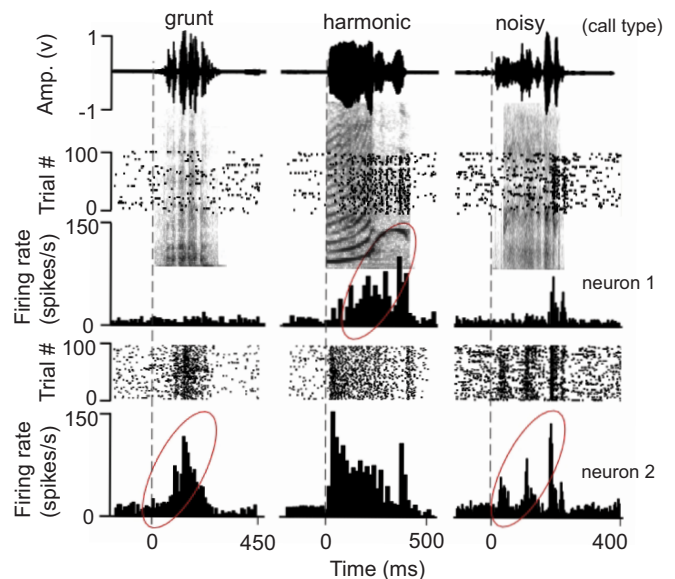 grunt harmonic noisy (call type)
Amp. (v)
1
-1
Trial #
100
0
Firing rate
(spikes/s)
150
0
neuron 1
Trial #
100
0
Firing rate
(spikes/s)
150
0
neuron 2
0 450 0 500 0 400
Time (ms)